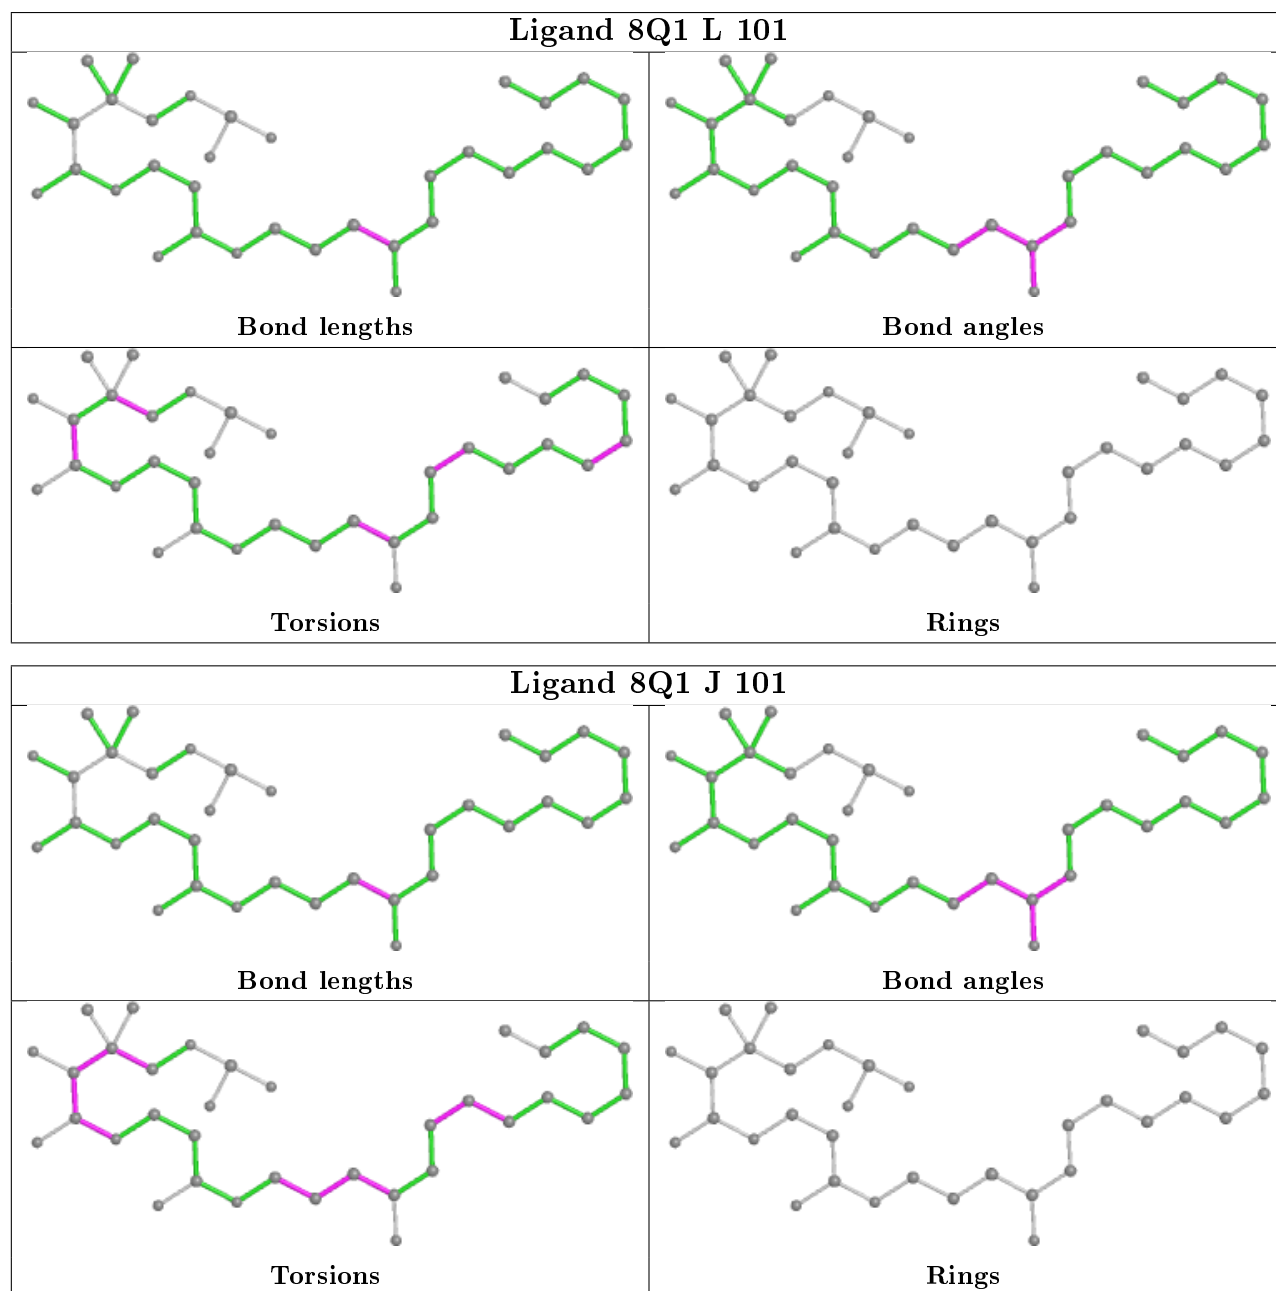 Ligand 8Q1 L 101
Bond lengths
Bond angles
Torsions
Rings
Ligand 8Q1 J 101
Bond lengths
Bond angles
Torsions
Rings